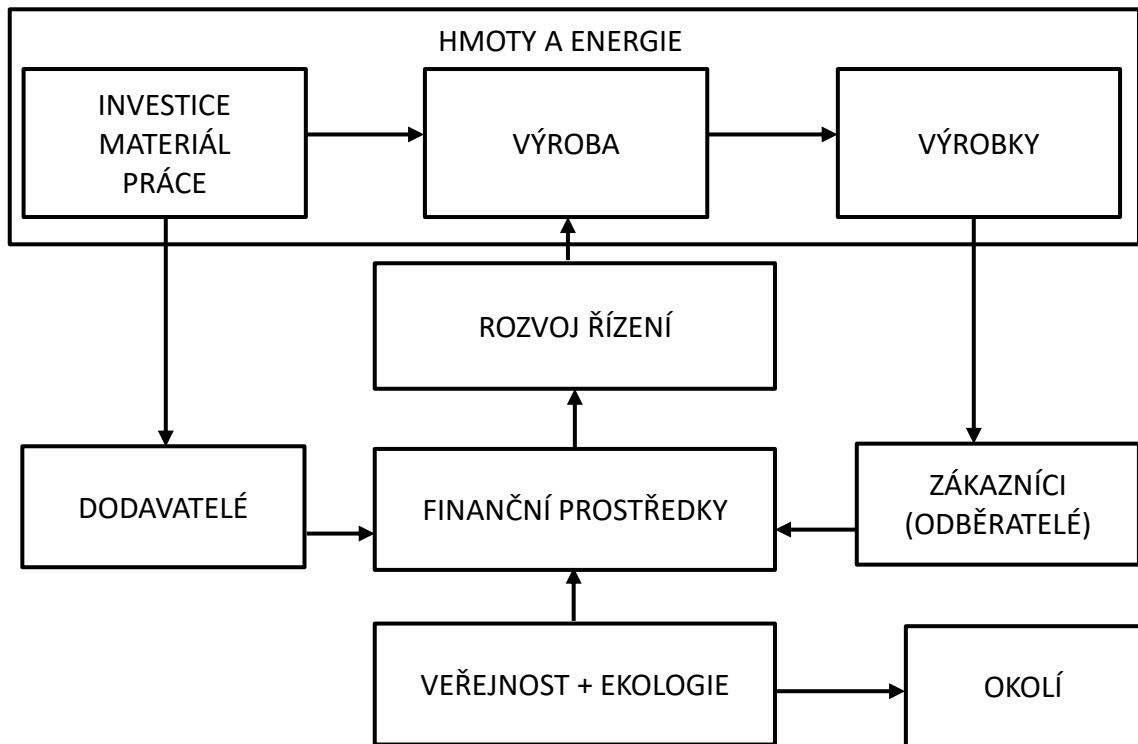 HMOTY A ENERGIE
INVESTICE
MATERIÁL
PRÁCE
VÝROBA
VÝROBKY
ROZVOJ ŘÍZENÍ
DODAVATELÉ
FINANČNÍ PROSTŘEDKY
ZÁKAZNÍCI
(ODBĚRATELÉ)
VEŘEJNOST + EKOLOGIE
OKOLÍ